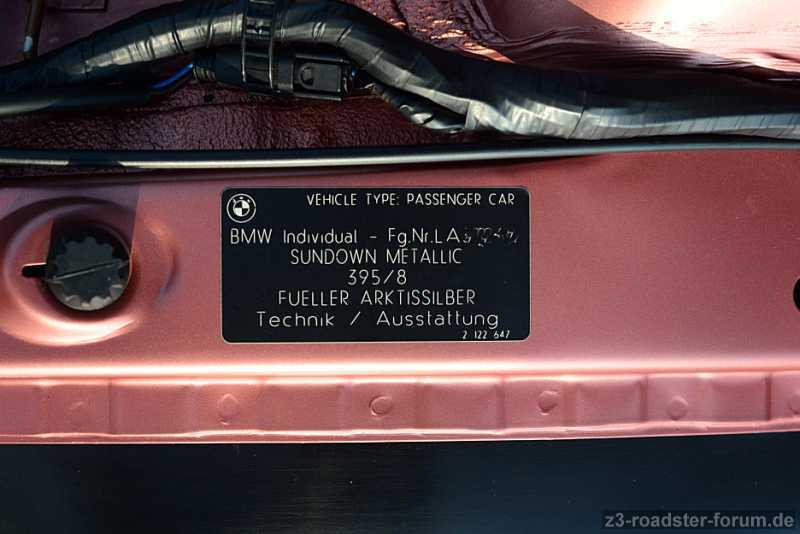 VEHICLE TYPE: PASSENGER CAR
BMW Individual - Fg.Nr.LA
SUNDOWN METALLIC
395/8
FUELLER ARKTISSILBER
Technik / Ausstattung
2 122 647
z3-roadster-forum.de